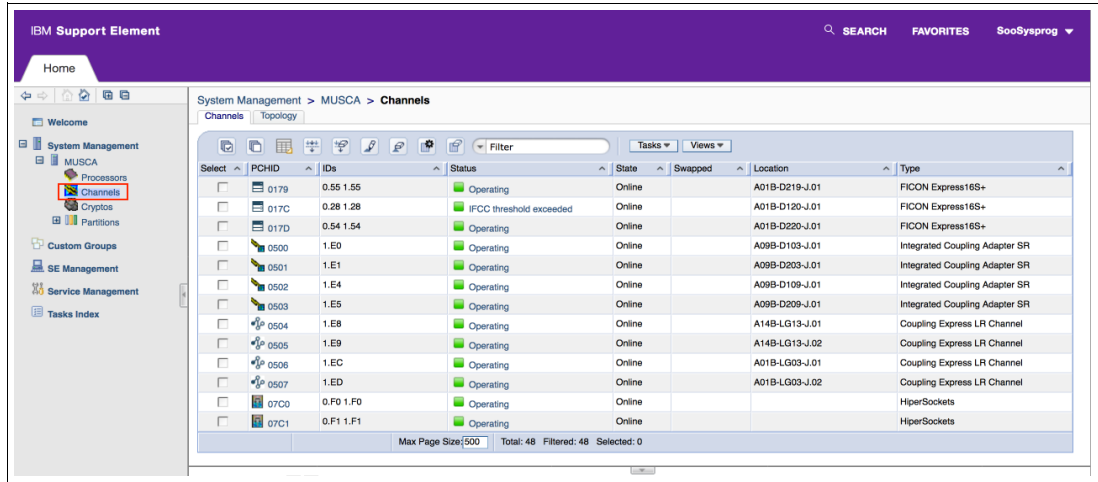 IBM Support Element
SEARCH FAVORITES SooSysprog
Home
System Management > MUSCA > Channels
Channels Topology
Welcome
System Management
MUSCA
Processors
Channels
Cryptos
Partitions
Custom Groups
SE Management
Service Management
Tasks Index
Filter Tasks Views
Select PCHID IDs Status State Swapped Location Type
0179 0.55 1.55 Operating Online A01B-D219-J.01 FICON Express16S+
017C 0.28 1.28 IFCC threshold exceeded Online A01B-D120-J.01 FICON Express16S+
017D 0.54 1.54 Operating Online A01B-D220-J.01 FICON Express16S+
0500 1.E0 Operating Online A09B-D103-J.01 Integrated Coupling Adapter SR
0501 1.E1 Operating Online A09B-D203-J.01 Integrated Coupling Adapter SR
0502 1.E4 Operating Online A09B-D109-J.01 Integrated Coupling Adapter SR
0503 1.E5 Operating Online A09B-D209-J.01 Integrated Coupling Adapter SR
0504 1.E8 Operating Online A14B-LG13-J.01 Coupling Express LR Channel
0505 1.E9 Operating Online A14B-LG13-J.02 Coupling Express LR Channel
0506 1.EC Operating Online A01B-LG03-J.01 Coupling Express LR Channel
0507 1.ED Operating Online A01B-LG03-J.02 Coupling Express LR Channel
07C0 0.F0 1.F0 Operating Online HiperSockets
07C1 0.F1 1.F1 Operating Online HiperSockets
Max Page Size: 500 Total: 48 Filtered: 48 Selected: 0